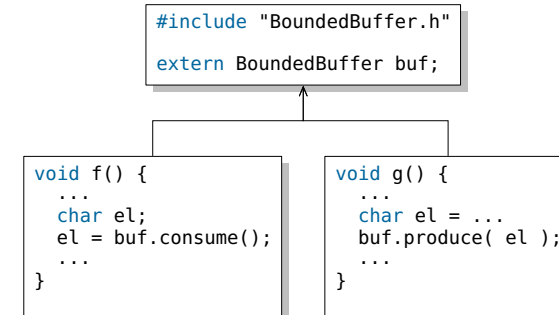 #include "BoundedBuffer.h"
extern BoundedBuffer buf;
void f() {
...
char el;
el = buf.consume();
...
}
void g() {
...
char el = ...
buf.produce( el );
...
}